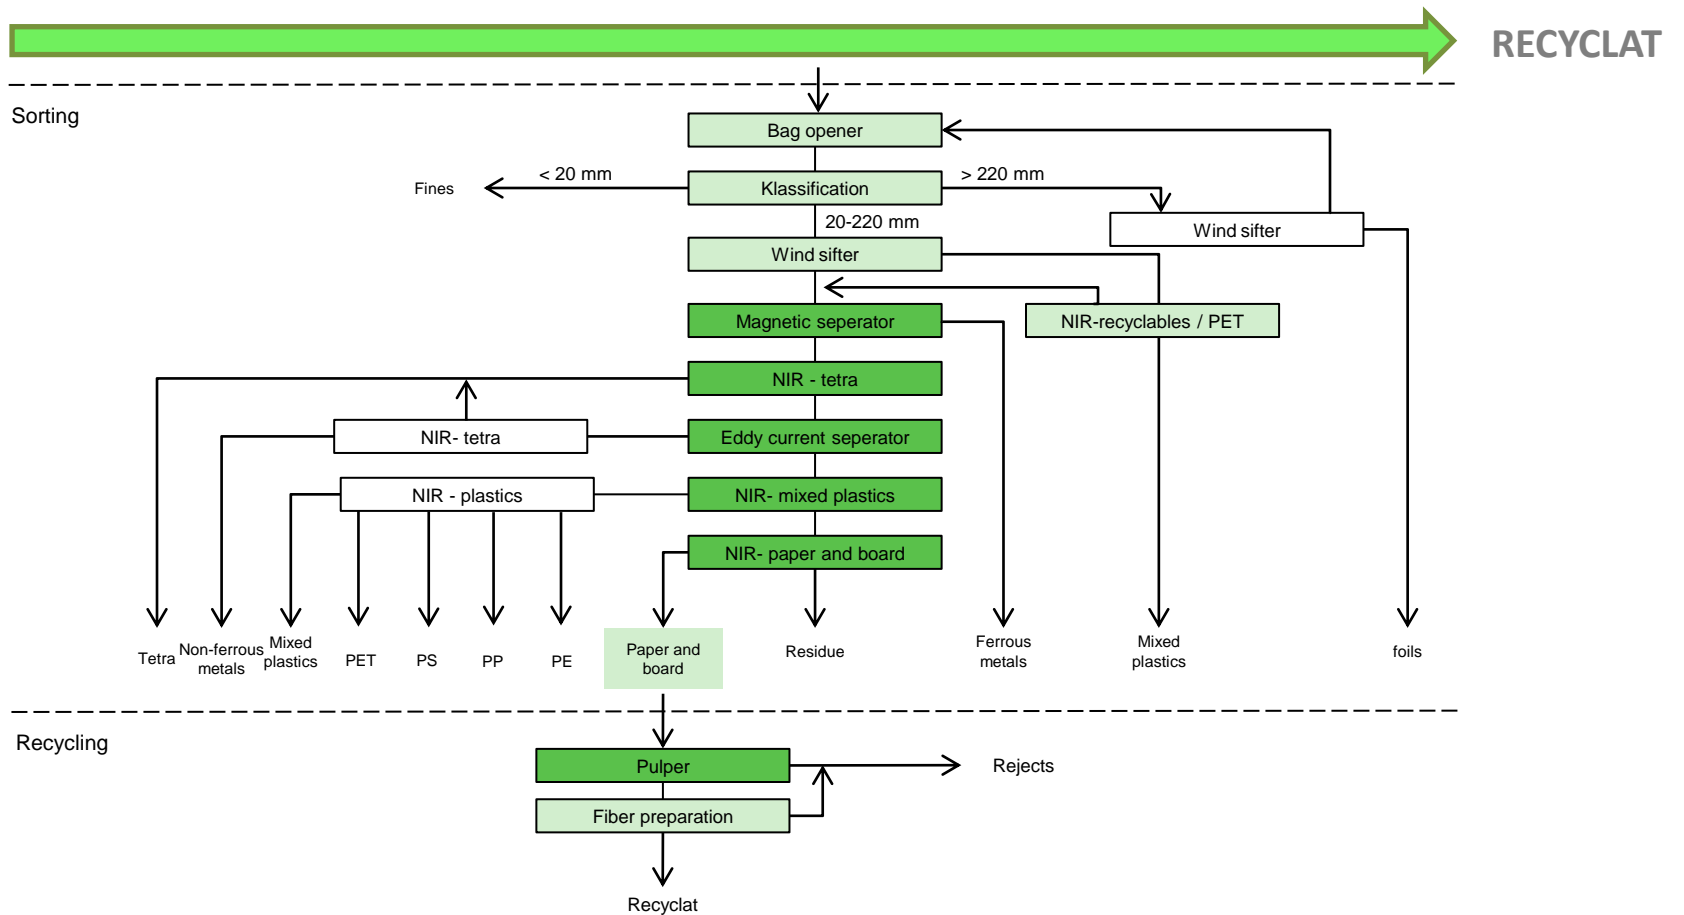 RECYCLAT
Sorting
Bag opener
Fines
< 20 mm
Klassification
> 220 mm
20-220 mm
Wind sifter
Wind sifter
Magnetic seperator
NIR-recyclables / PET
NIR - tetra
NIR- tetra
Eddy current seperator
NIR - plastics
NIR- mixed plastics
NIR- paper and board
Tetra
Non-ferrous
metals
Mixed
plastics
PET
PS
PP
PE
Paper and
board
Residue
Ferrous
metals
Mixed
plastics
foils
Recycling
Pulper
Rejects
Fiber preparation
Recyclat